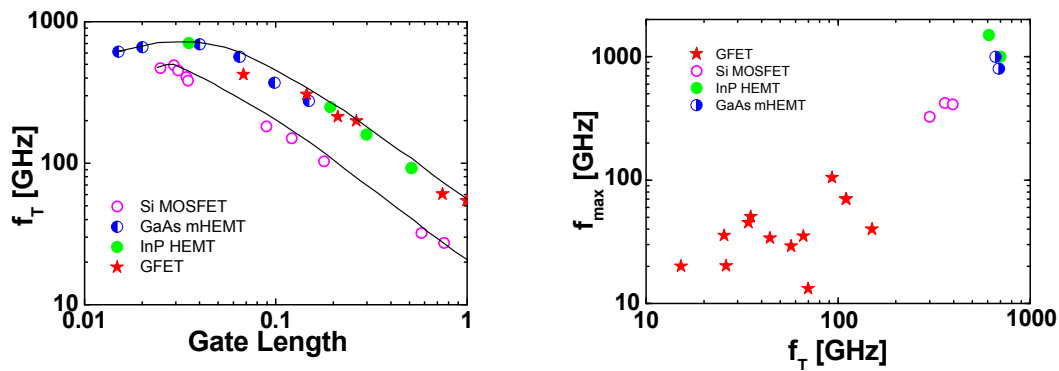 1000
100
10
0.01
0.1
1
f_T [GHz]
Gate Length
Si MOSFET
GaAs mHEMT
InP HEMT
GFET
1000
100
10
10
100
1000
f_max [GHz]
f_T [GHz]
GFET
Si MOSFET
InP HEMT
GaAs mHEMT